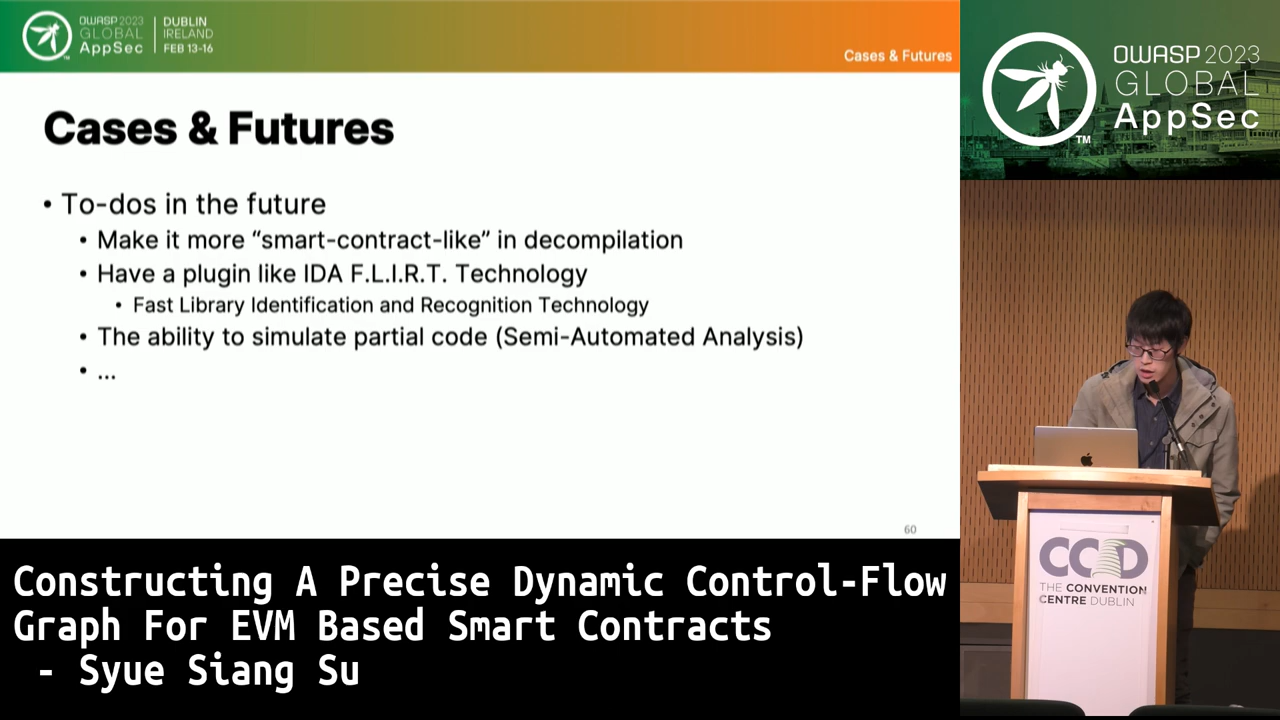 OWASP 2023
GLOBAL
AppSec
DUBLIN
IRELAND
FEB 13-16
TM
Cases & Futures
Cases & Futures
• To-dos in the future
• Make it more “smart-contract-like” in decompilation
• Have a plugin like IDA F.L.I.R.T. Technology
• Fast Library Identification and Recognition Technology
• The ability to simulate partial code (Semi-Automated Analysis)
• ...
60
Constructing A Precise Dynamic Control-Flow
Graph For EVM Based Smart Contracts
- Syue Siang Su
OWASP 2023
GLOBAL
AppSec
TM
CCD
THE CONVENTION
CENTRE DUBLIN